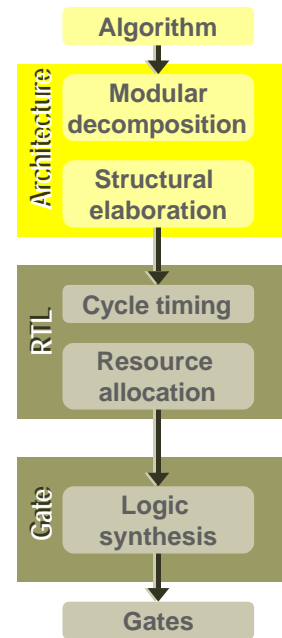 Algorithm
Architecture
Modular
decomposition
Structural
elaboration
RTL
Cycle timing
Resource
allocation
Gate
Logic
synthesis
Gates